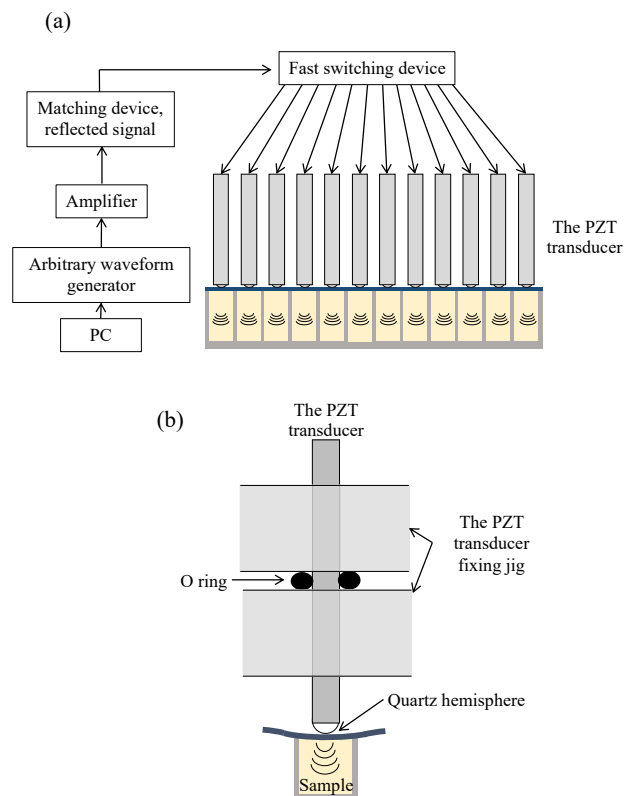 (a)
Fast switching device
Matching device,
reflected signal
Amplifier
Arbitrary waveform
generator
PC
The PZT
transducer
(b)
The PZT
transducer
The PZT
transducer
fixing jig
O ring
Quartz hemisphere
Sample